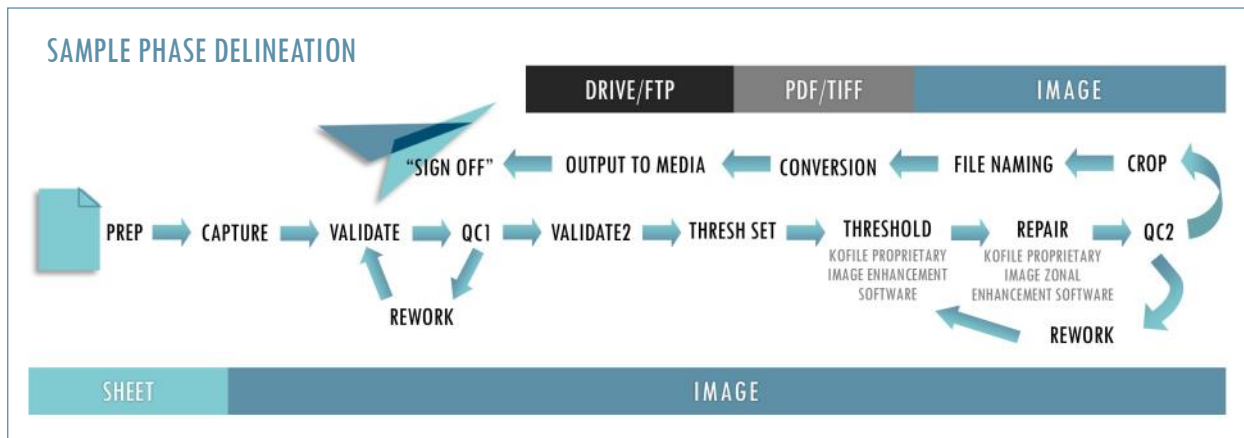 SAMPLE PHASE DELINEATION
DRIVE/FTP
PDF/TIFF
IMAGE
"SIGN OFF"
OUTPUT TO MEDIA
CONVERSION
FILE NAMING
CROP
PREP
CAPTURE
VALIDATE
QC1
VALIDATE2
THRESH SET
THRESHOLD
KOFILE PROPRIETARY
IMAGE ENHANCEMENT
SOFTWARE
REPAIR
KOFILE PROPRIETARY
IMAGE ZONAL
ENHANCEMENT SOFTWARE
QC2
REWORK
REWORK
SHEET
IMAGE